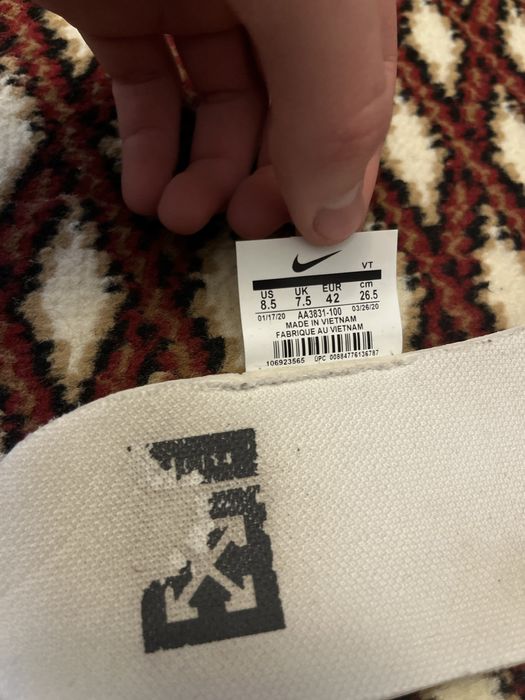 VT
US UK EUR cm
8.5 7.5 42 26.5
01/17/20 AA3831-100 03/26/20
MADE IN VIETNAM
FABRIQUE AU VIETNAM
106923565 UPC 00884776136787